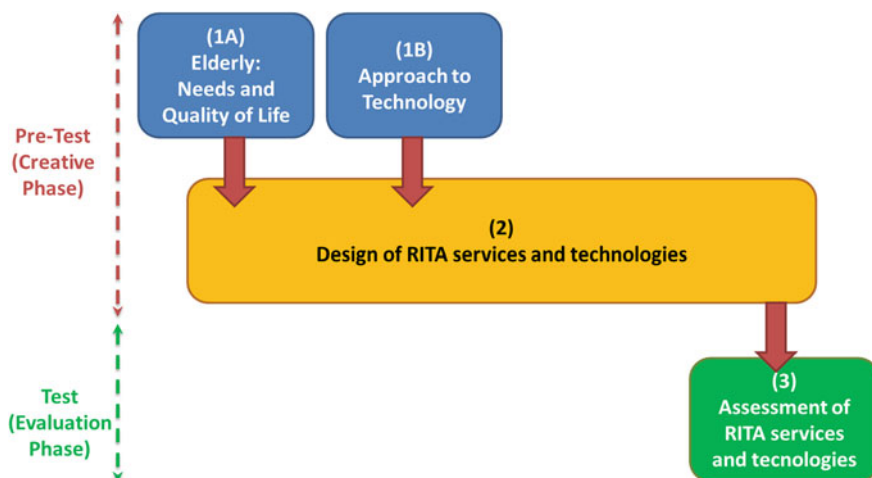 (1A)
Elderly:
Needs and
Quality of Life
(1B)
Approach to
Technology
Pre-Test
(Creative
Phase)
(2)
Design of RITA services and technologies
Test
(Evaluation
Phase)
(3)
Assessment of
RITA services
and tecnologies